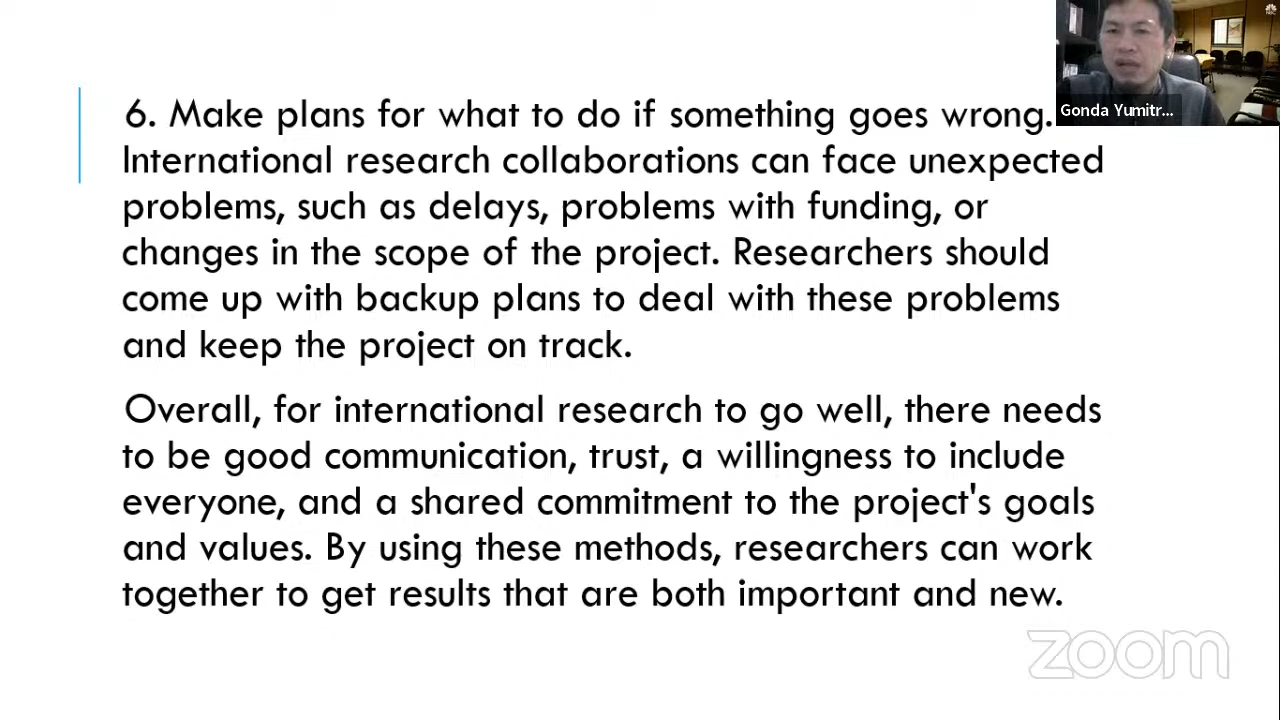 6. Make plans for what to do if something goes wrong.
International research collaborations can face unexpected
problems, such as delays, problems with funding, or
changes in the scope of the project. Researchers should
come up with backup plans to deal with these problems
and keep the project on track.
Overall, for international research to go well, there needs
to be good communication, trust, a willingness to include
everyone, and a shared commitment to the project's goals
and values. By using these methods, researchers can work
together to get results that are both important and new.
Gonda Yumitr...
zoom